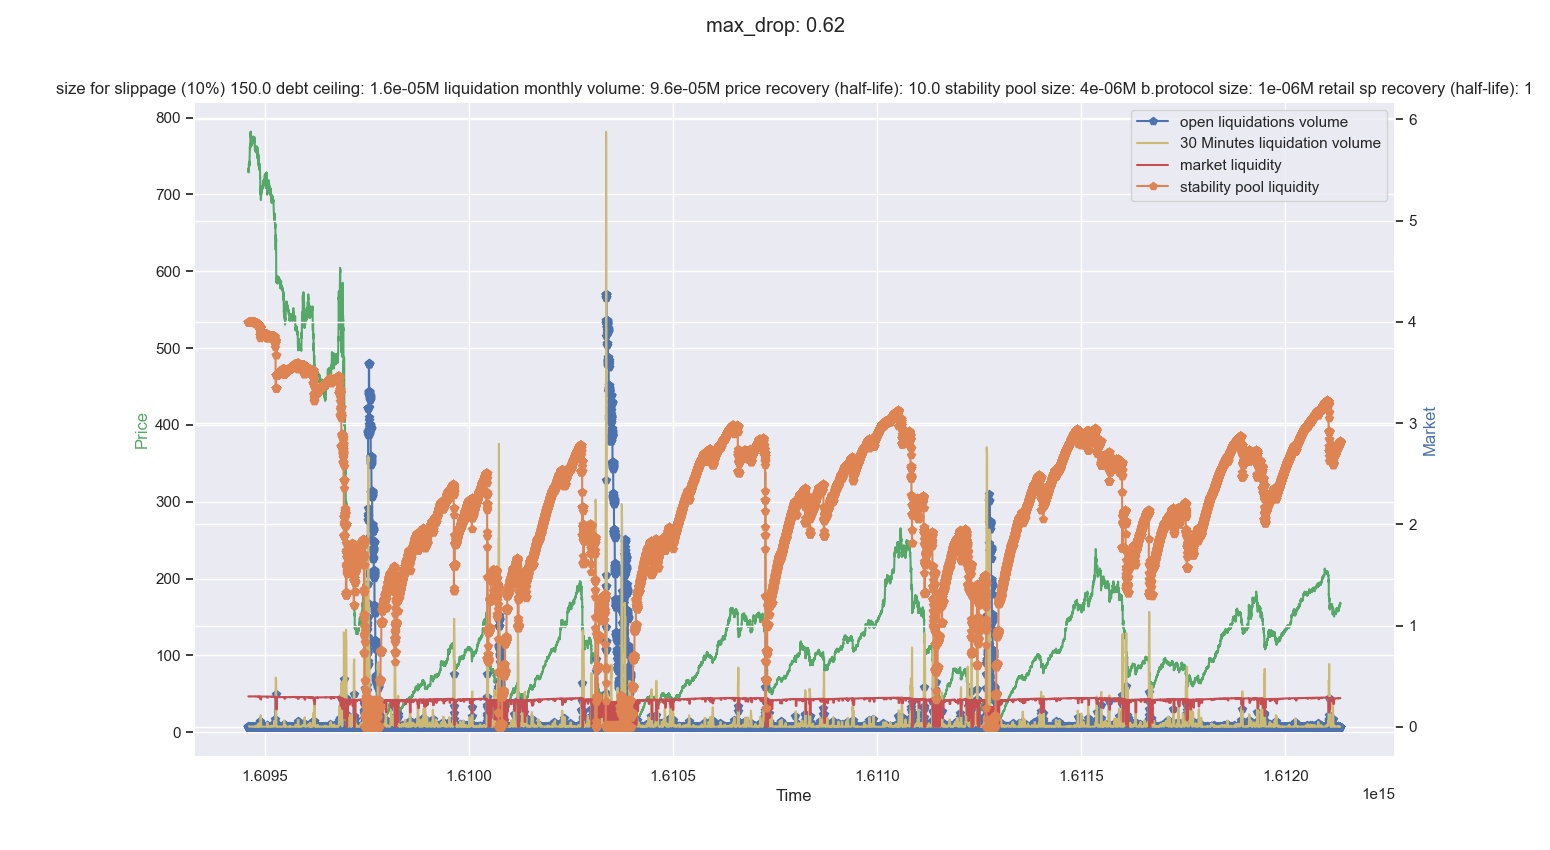 max_drop: 0.62
size for slippage (10%) 150.0 debt ceiling: 1.6e-05M liquidation monthly volume: 9.6e-05M price recovery (half-life): 10.0 stability pool size: 4e-06M b.protocol size: 1e-06M retail sp recovery (half-life): 1
open liquidations volume
30 Minutes liquidation volume
market liquidity
stability pool liquidity
800
700
600
500
400
300
200
100
0
Price
6
5
4
3
2
1
0
Market
1.6095 1.6100 1.6105 1.6110 1.6115 1.6120
1e15
Time